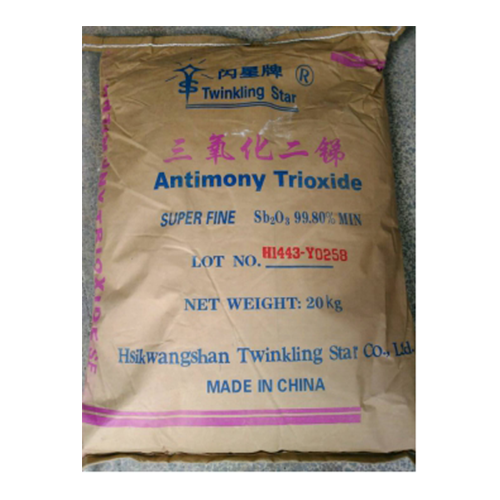 闪星牌 ®
Twinkling Star
三氧化二锑
Antimony Trioxide
SUPER FINE Sb₂O₃ 99.80% MIN
LOT NO. H1443-Y0258
NET WEIGHT: 20kg
Hsikwangshan Twinkling Star Co., Ltd.
MADE IN CHINA
TRIOXIDE